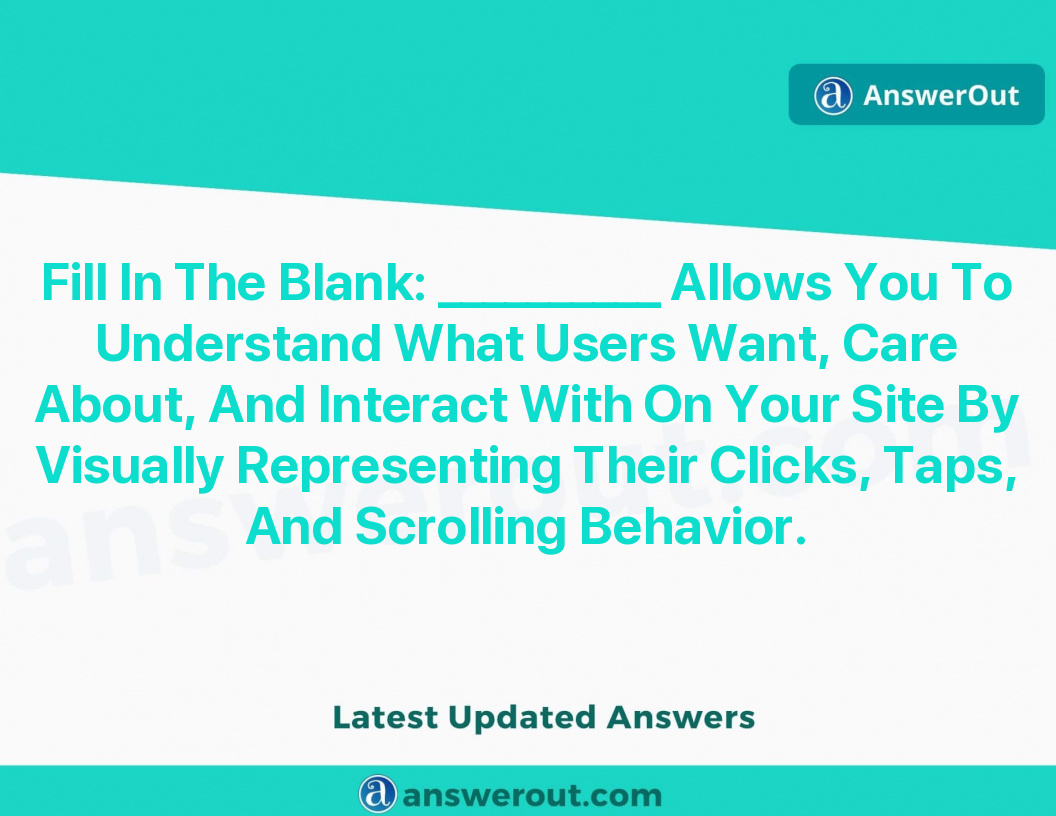 AnswerOut
Fill In The Blank: __________ Allows You To
Understand What Users Want, Care
About, And Interact With On Your Site By
Visually Representing Their Clicks, Taps,
And Scrolling Behavior.
answerout.com
Latest Updated Answers
answerout.com